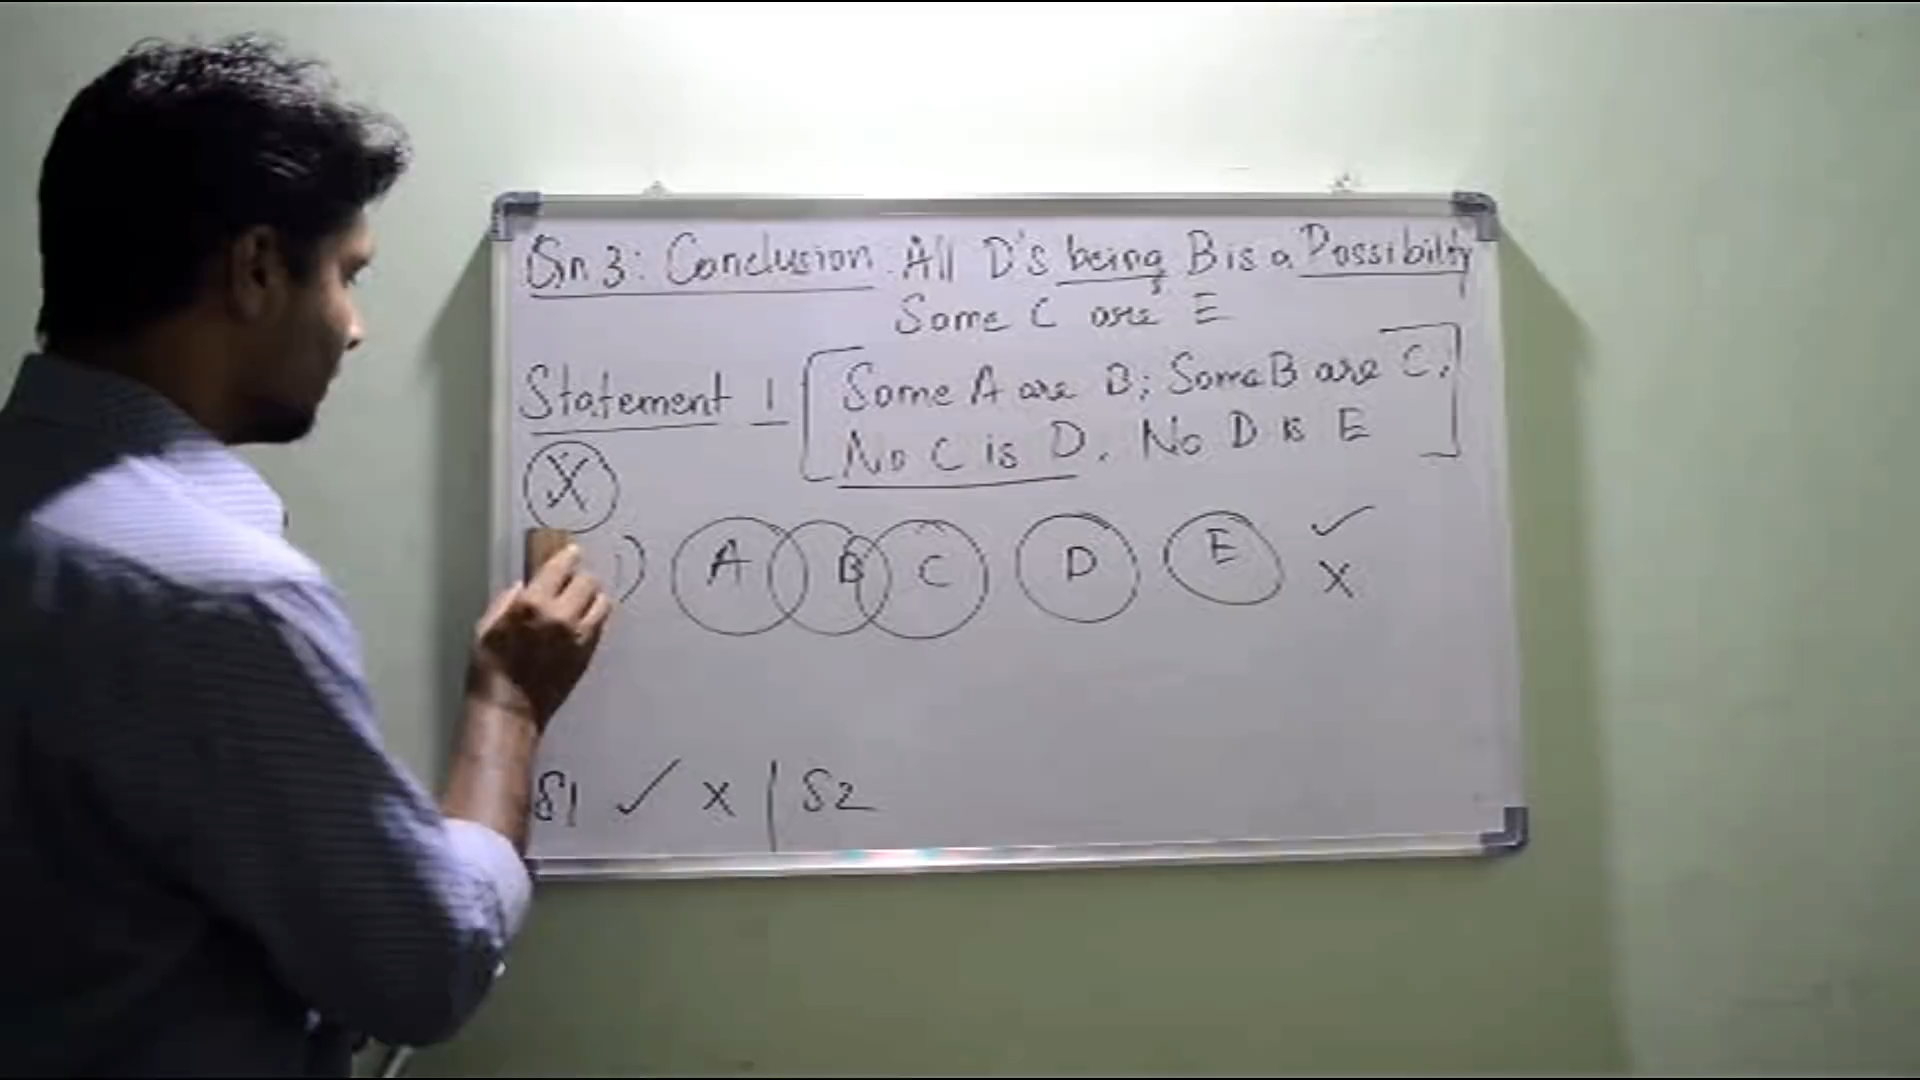 Qn 3: Conclusion: All D's being B is a Possibilty
Some C are E
Statement 1 [Some A are B; Some B are C.
No C is D. No D is E]
X
) A B C D E ✓
X
S1 ✓ X | S2